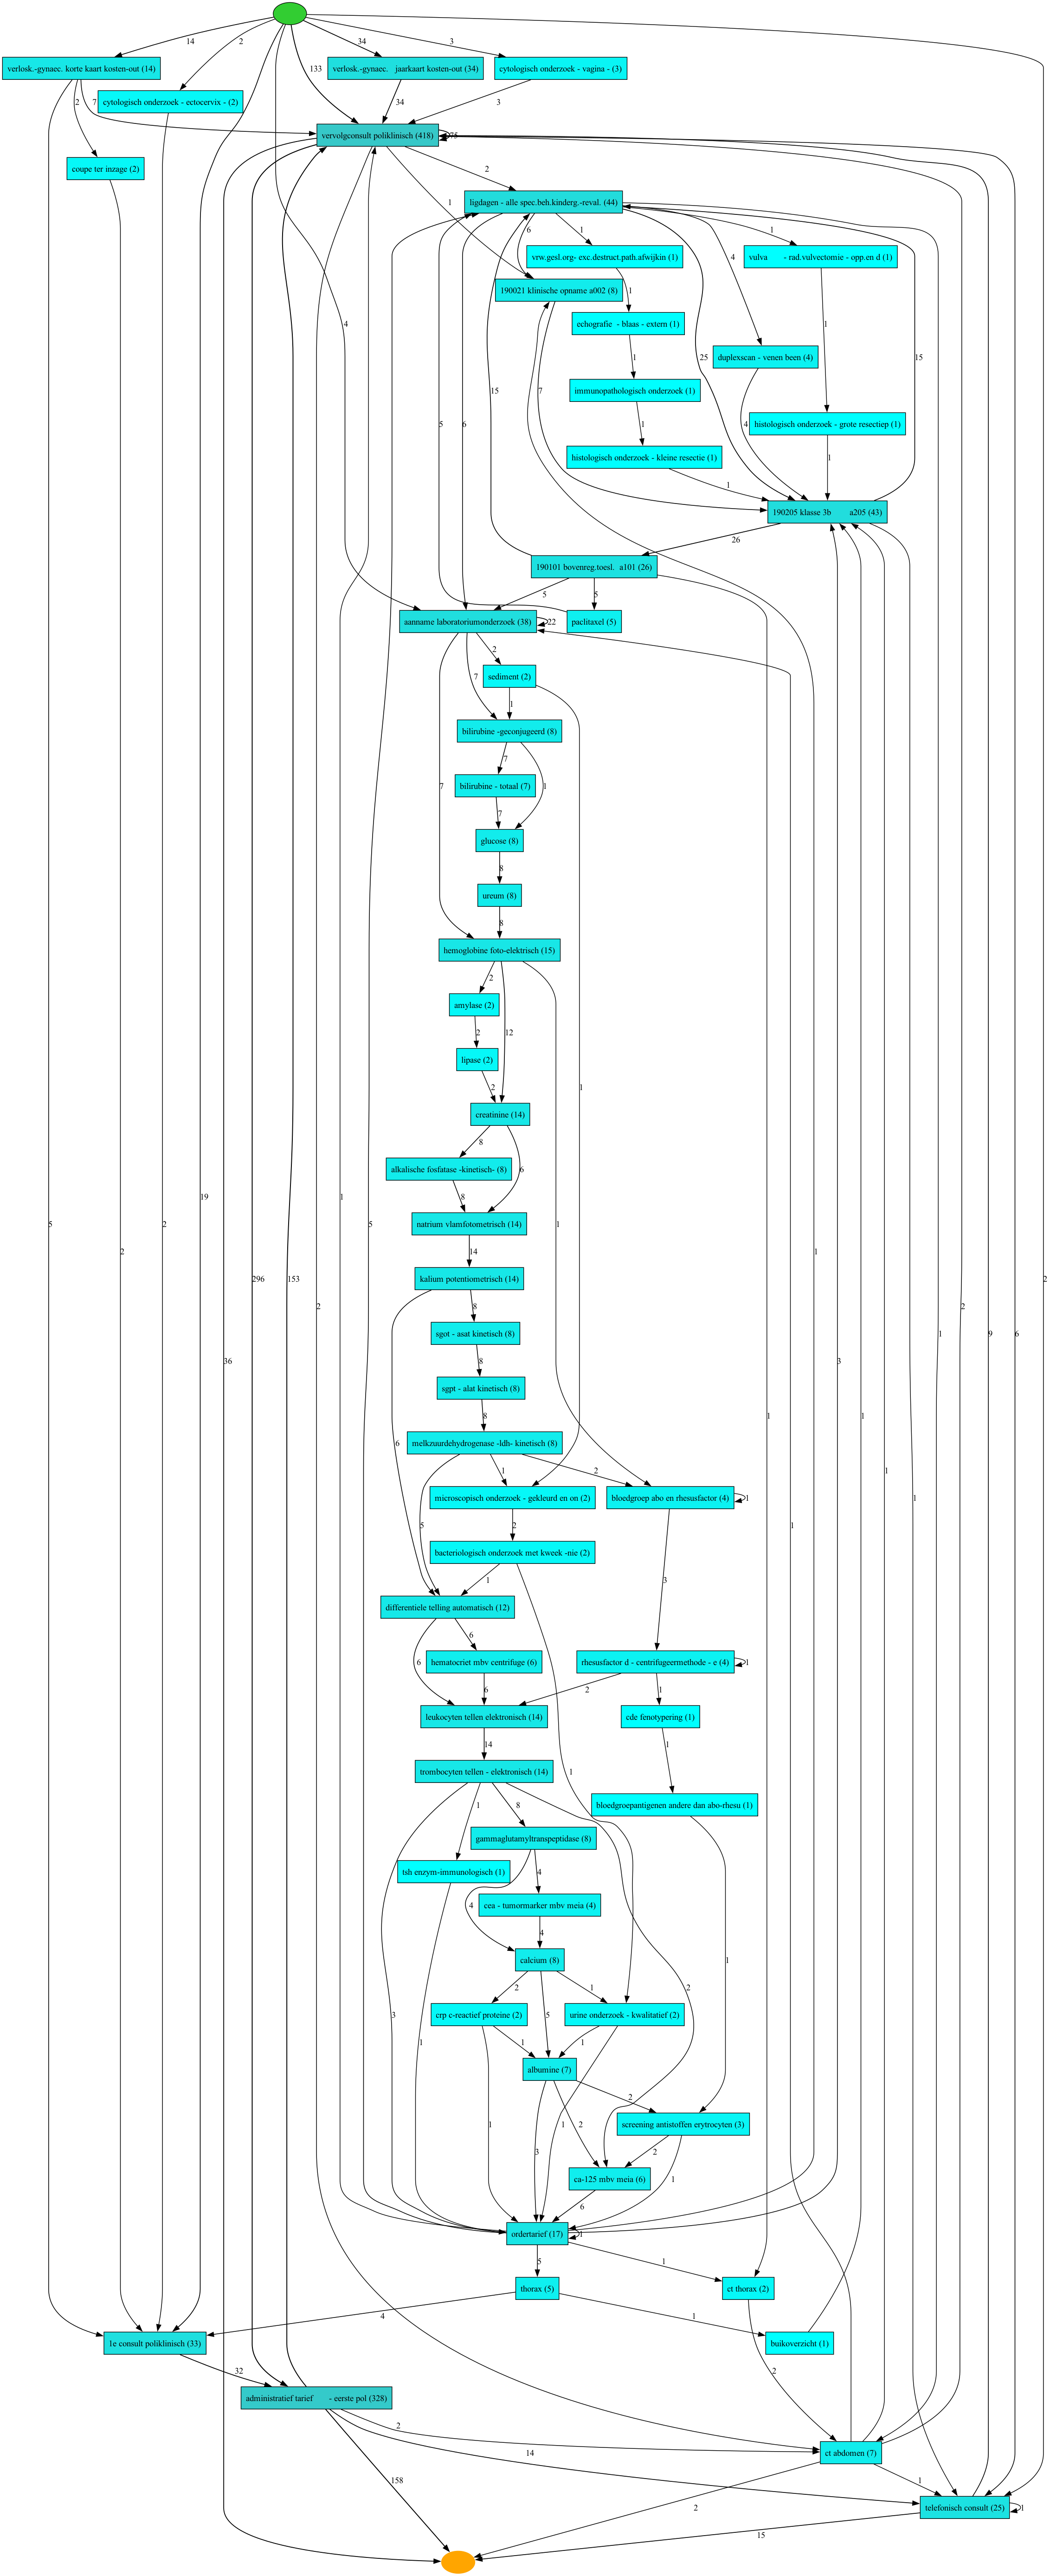 14
2
34
3
verlosk.-gynaec. korte kaart kosten-out (14)
133
verlosk.-gynaec.   jaarkaart kosten-out (34)
cytologisch onderzoek - vagina - (3)
2
7
cytologisch onderzoek - ectocervix - (2)
34
3
vervolgconsult poliklinisch (418)
75
coupe ter inzage (2)
2
1
ligdagen - alle spec.beh.kinderg.-reval. (44)
6
1
4
1
vrw.gesl.org- exc.destruct.path.afwijkin (1)
vulva       - rad.vulvectomie - opp.en d (1)
190021 klinische opname a002 (8)
1
echografie  - blaas - extern (1)
4
1
1
25
duplexscan - venen been (4)
15
15
7
immunopathologisch onderzoek (1)
5
6
1
4
histologisch onderzoek - grote resectiep (1)
histologisch onderzoek - kleine resectie (1)
1
1
190205 klasse 3b        a205 (43)
26
190101 bovenreg.toesl.  a101 (26)
5
5
aanname laboratoriumonderzoek (38)
22
paclitaxel (5)
2
7
sediment (2)
1
bilirubine -geconjugeerd (8)
7
7
bilirubine - totaal (7)
1
7
glucose (8)
8
ureum (8)
8
hemoglobine foto-elektrisch (15)
2
amylase (2)
12
2
lipase (2)
2
1
creatinine (14)
8
alkalische fosfatase -kinetisch- (8)
6
5
2
19
1
5
8
1
1
natrium vlamfotometrisch (14)
14
2
296
153
kalium potentiometrisch (14)
1
2
2
8
3
1
1
9
6
sgot - asat kinetisch (8)
36
8
sgpt - alat kinetisch (8)
8
melkzuurdehydrogenase -ldh- kinetisch (8)
6
1
2
microscopisch onderzoek - gekleurd en on (2)
bloedgroep abo en rhesusfactor (4)
1
5
2
1
1
bacteriologisch onderzoek met kweek -nie (2)
1
3
differentiele telling automatisch (12)
6
6
hematocriet mbv centrifuge (6)
rhesusfactor d - centrifugeermethode - e (4)
1
6
2
1
leukocyten tellen elektronisch (14)
cde fenotypering (1)
14
1
1
trombocyten tellen - elektronisch (14)
1
8
bloedgroepantigenen andere dan abo-rhesu (1)
gammaglutamyltranspeptidase (8)
tsh enzym-immunologisch (1)
4
cea - tumormarker mbv meia (4)
4
4
1
calcium (8)
2
2
1
crp c-reactief proteine (2)
5
urine onderzoek - kwalitatief (2)
3
1
1
1
albumine (7)
2
screening antistoffen erytrocyten (3)
1
3
2
1
2
1
ca-125 mbv meia (6)
6
ordertarief (17)
1
5
1
thorax (5)
ct thorax (2)
4
1
1e consult poliklinisch (33)
buikoverzicht (1)
32
2
administratief tarief       - eerste pol (328)
2
14
ct abdomen (7)
1
158
2
telefonisch consult (25)
1
15